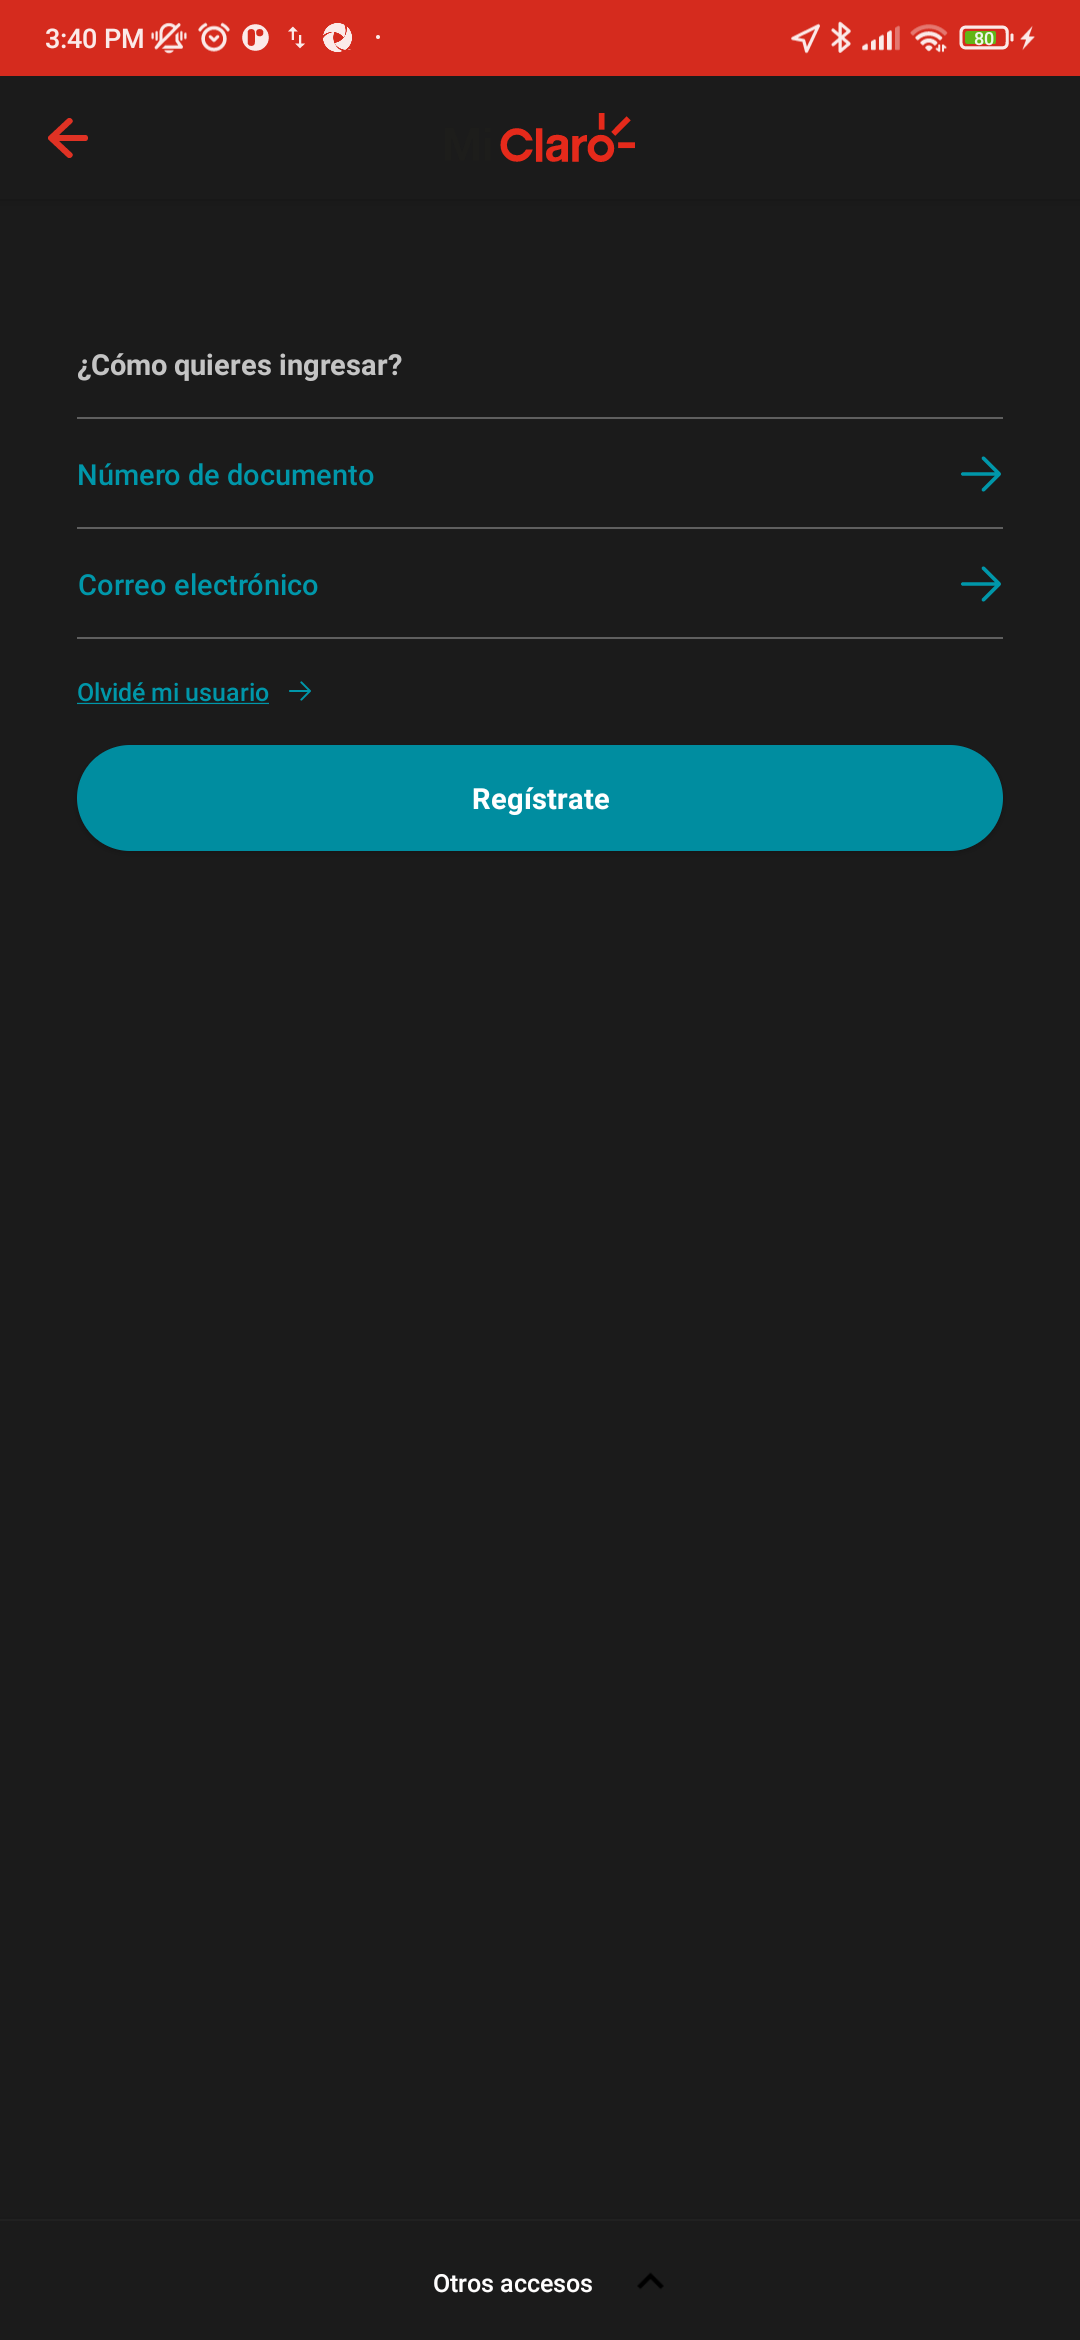 3:40 PM
80
Mi Claro
¿Cómo quieres ingresar?
Número de documento
Correo electrónico
Olvidé mi usuario
Regístrate
Otros accesos